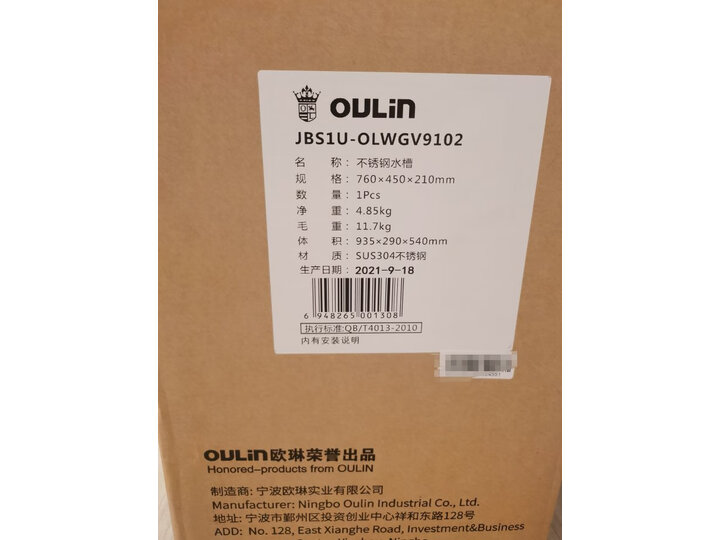 OULiN
JBS1U-OLWGV9102
名 称: 不锈钢水槽
规 格: 760×450×210mm
数 量: 1Pcs
净 重: 4.85kg
毛 重: 11.7kg
体 积: 935×290×540mm
材 质: SUS304不锈钢
生产日期: 2021-9-18
6 948265 001308
执行标准:QB/T4013-2010
内有安装说明
OULiN欧琳荣誉出品
Honored-products from OULIN
制造商: 宁波欧琳实业有限公司
Manufacturer: Ningbo Oulin Industrial Co., Ltd.
地址: 宁波市鄞州区投资创业中心祥和东路128号
ADD: No. 128, East Xianghe Road, Investment&Business